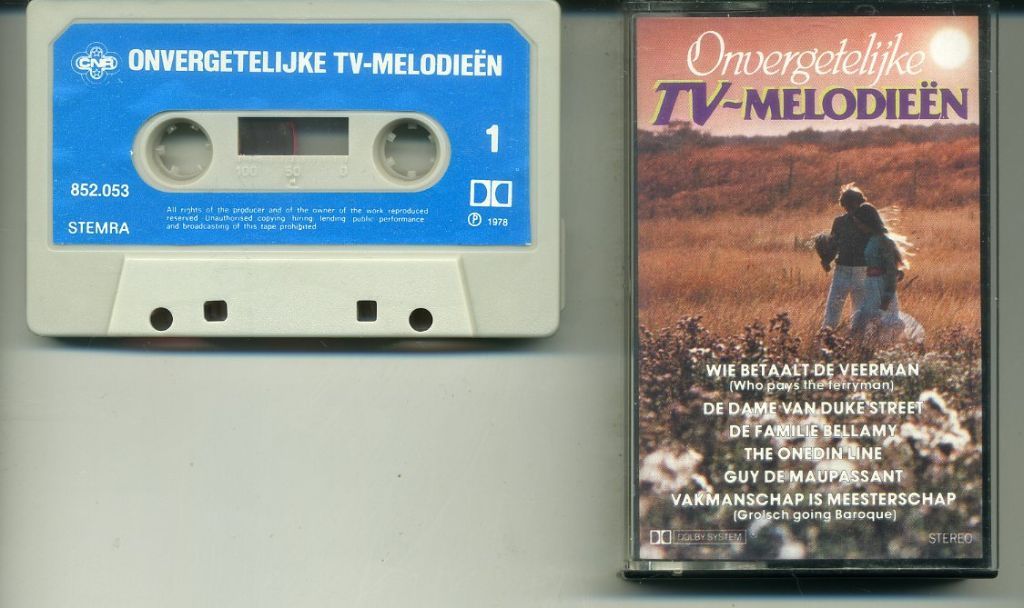 CNR
ONVERGETELIJKE TV-MELODIEËN
1
100 50 0
852.053
STEMRA
All rights of the producer and of the owner of the work reproduced
reserved Unauthorised copying hiring lending public performance
and broadcasting of this tape prohibited
Ⓟ 1978
Onvergetelijke
TV-MELODIEËN
WIE BETAALT DE VEERMAN
(Who pays the ferryman)
DE DAME VAN DUKE STREET
DE FAMILIE BELLAMY
THE ONEDIN LINE
GUY DE MAUPASSANT
VAKMANSCHAP IS MEESTERSCHAP
(Grolsch going Baroque)
DOLBY SYSTEM
STEREO